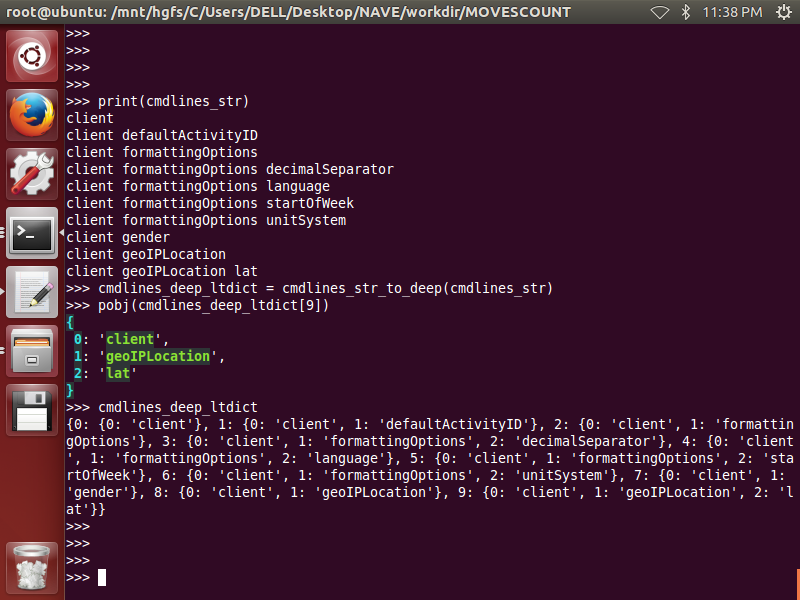 root@ubuntu: /mnt/hgfs/C/Users/DELL/Desktop/NAVE/workdir/MOVESCOUNT 11:38 PM
>>>
>>>
>>>
>>>
>>> print(cmdlines_str)
client
client defaultActivityID
client formattingOptions
client formattingOptions decimalSeparator
client formattingOptions language
client formattingOptions startOfWeek
client formattingOptions unitSystem
client gender
client geoIPLocation
client geoIPLocation lat
>>> cmdlines_deep_ltdict = cmdlines_str_to_deep(cmdlines_str)
>>> pobj(cmdlines_deep_ltdict[9])
{
 0: 'client',
 1: 'geoIPLocation',
 2: 'lat'
}
>>> cmdlines_deep_ltdict
{0: {0: 'client'}, 1: {0: 'client', 1: 'defaultActivityID'}, 2: {0: 'client', 1: 'formattin
gOptions'}, 3: {0: 'client', 1: 'formattingOptions', 2: 'decimalSeparator'}, 4: {0: 'client
', 1: 'formattingOptions', 2: 'language'}, 5: {0: 'client', 1: 'formattingOptions', 2: 'sta
rtOfWeek'}, 6: {0: 'client', 1: 'formattingOptions', 2: 'unitSystem'}, 7: {0: 'client', 1:
'gender'}, 8: {0: 'client', 1: 'geoIPLocation'}, 9: {0: 'client', 1: 'geoIPLocation', 2: 'l
at'}}
>>>
>>>
>>>
>>>